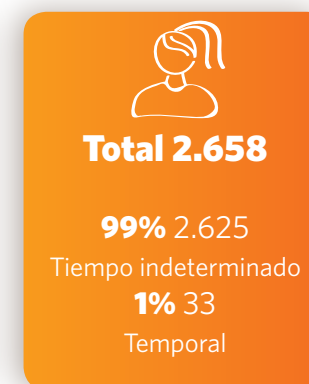 Total 2.658
99% 2.625
Tiempo indeterminado
1% 33
Temporal